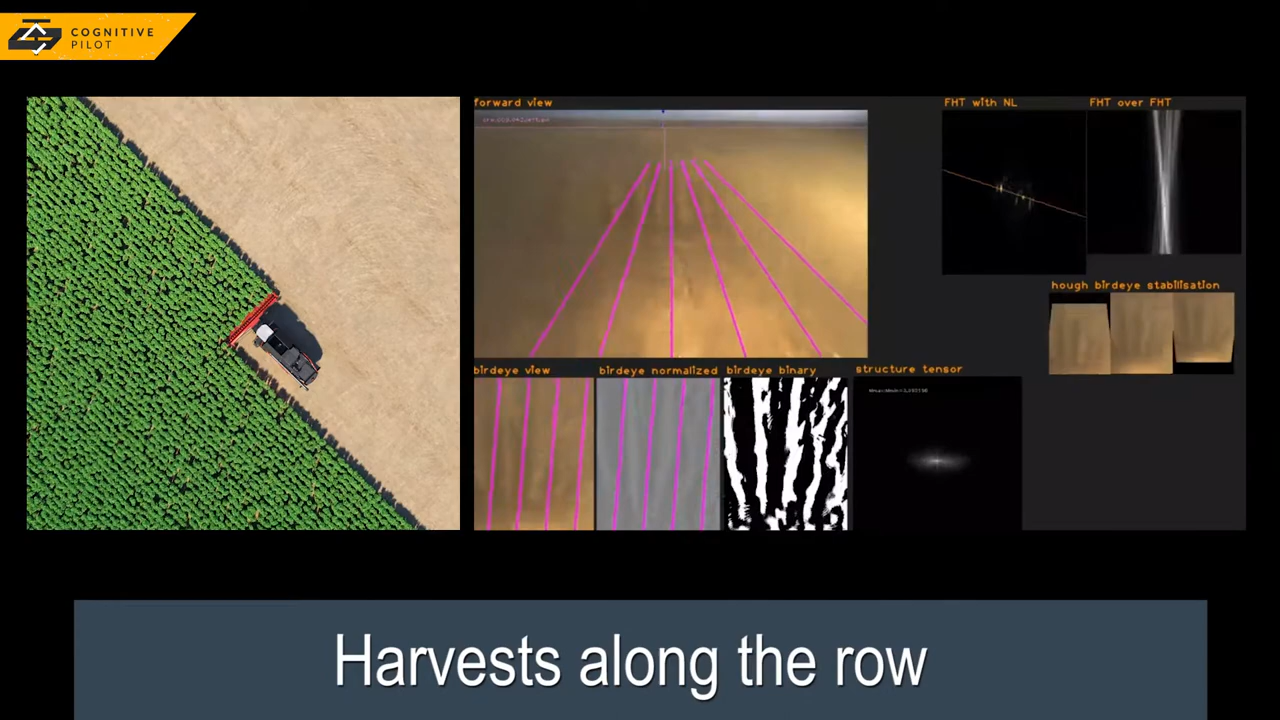 COGNITIVE
PILOT
forward view
FHT with NL
FHT over FHT
hough birdeye stabilisation
birdeye view
birdeye normalized
birdeye binary
structure tensor
Harvests along the row